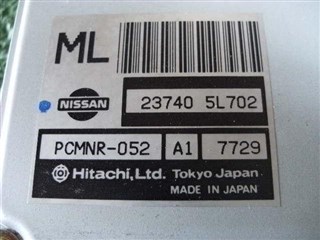 ML
NISSAN 23740 5L702
PCMNR-052 A1 7729
Hitachi,Ltd. Tokyo Japan
MADE IN JAPAN